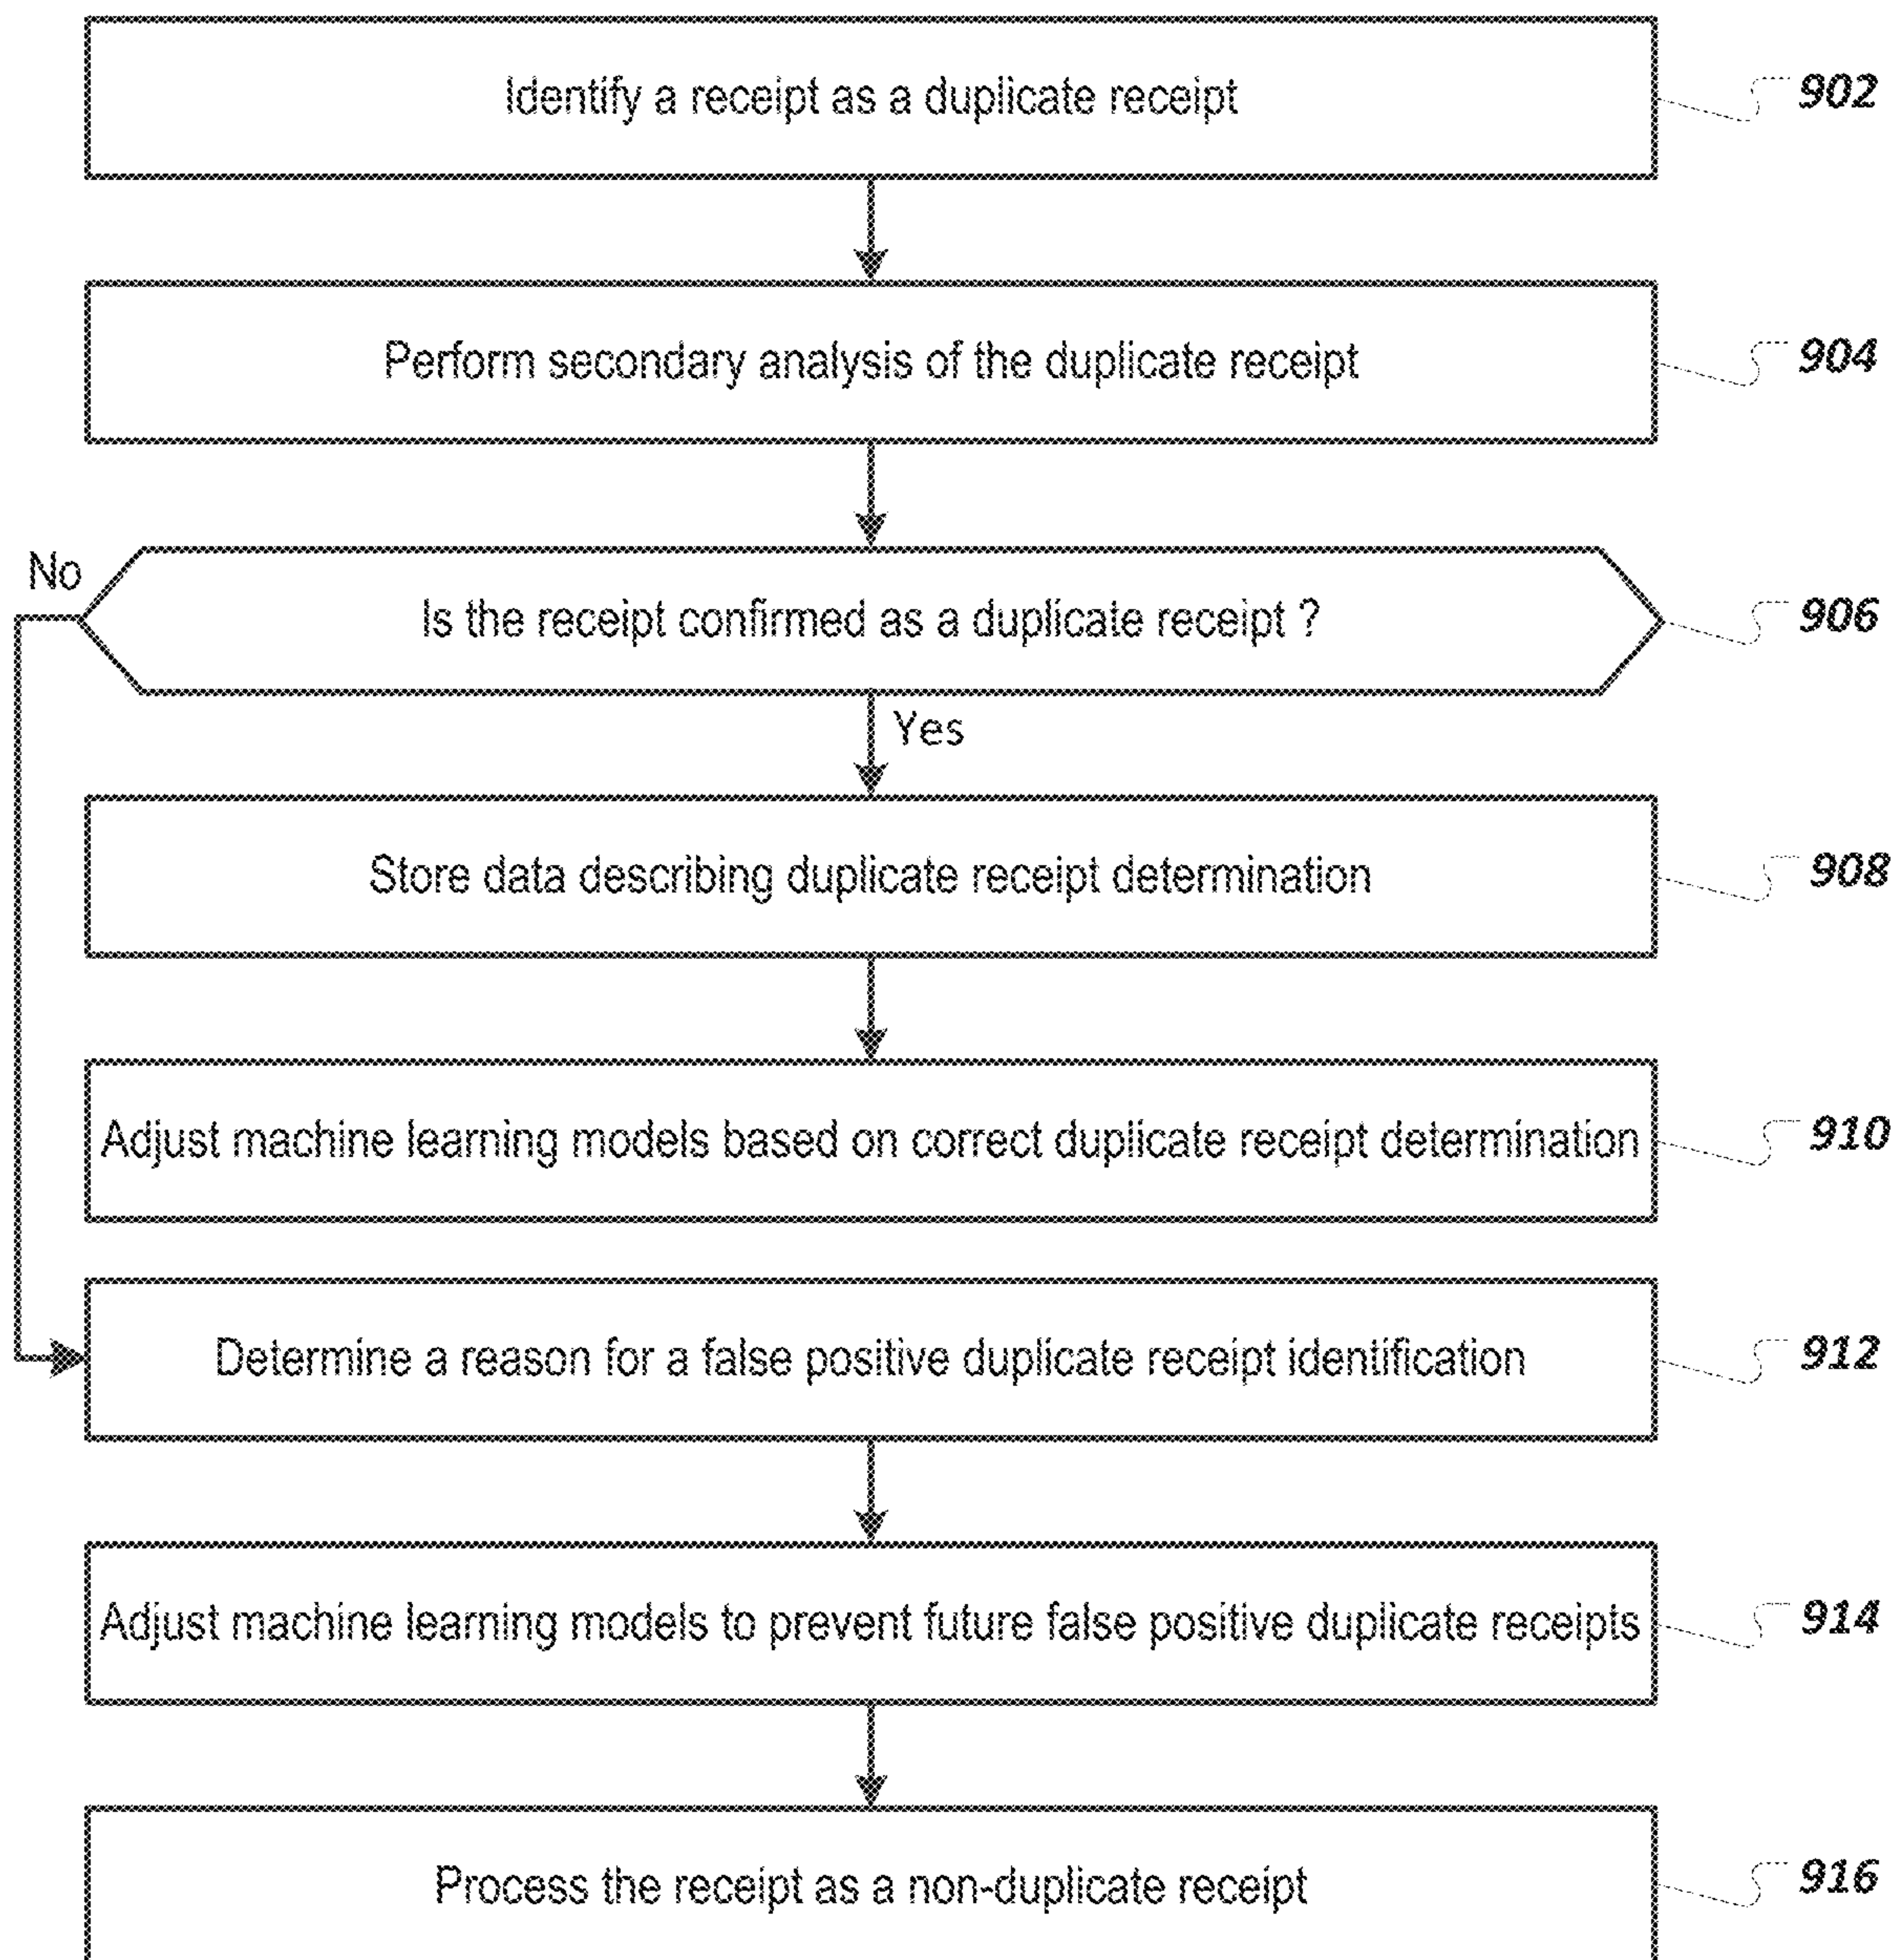 Identify a receipt as a duplicate receipt
902
Perform secondary analysis of the duplicate receipt
904
No
Is the receipt confirmed as a duplicate receipt ?
906
Yes
Store data describing duplicate receipt determination
908
Adjust machine learning models based on correct duplicate receipt determination
910
Determine a reason for a false positive duplicate receipt identification
912
Adjust machine learning models to prevent future false positive duplicate receipts
914
Process the receipt as a non-duplicate receipt
916